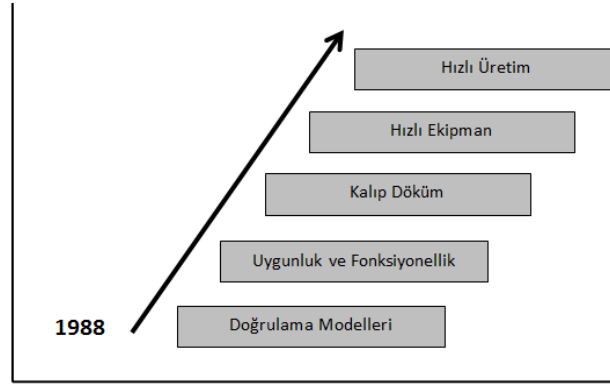 Hızlı Üretim
Hızlı Ekipman
Kalıp Döküm
Uygunluk ve Fonksiyonellik
1988
Doğrulama Modelleri